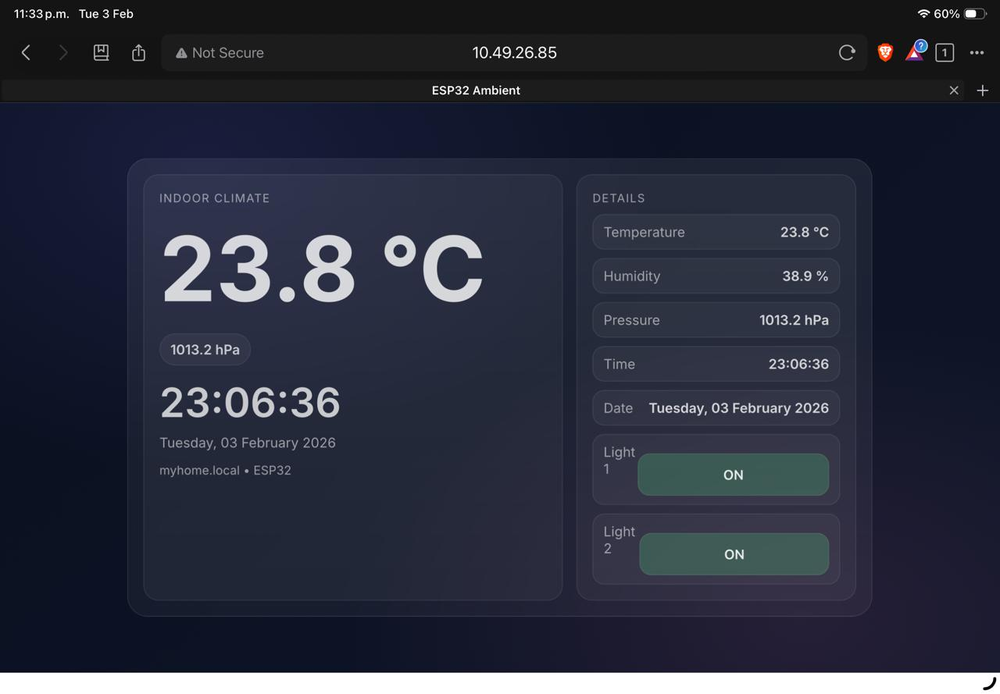 11:33 p.m. Tue 3 Feb
60%
Not Secure
10.49.26.85
?
1
ESP32 Ambient
INDOOR CLIMATE
23.8 °C
1013.2 hPa
23:06:36
Tuesday, 03 February 2026
myhome.local • ESP32
DETAILS
Temperature 23.8 °C
Humidity 38.9 %
Pressure 1013.2 hPa
Time 23:06:36
Date Tuesday, 03 February 2026
Light
1
ON
Light
2
ON